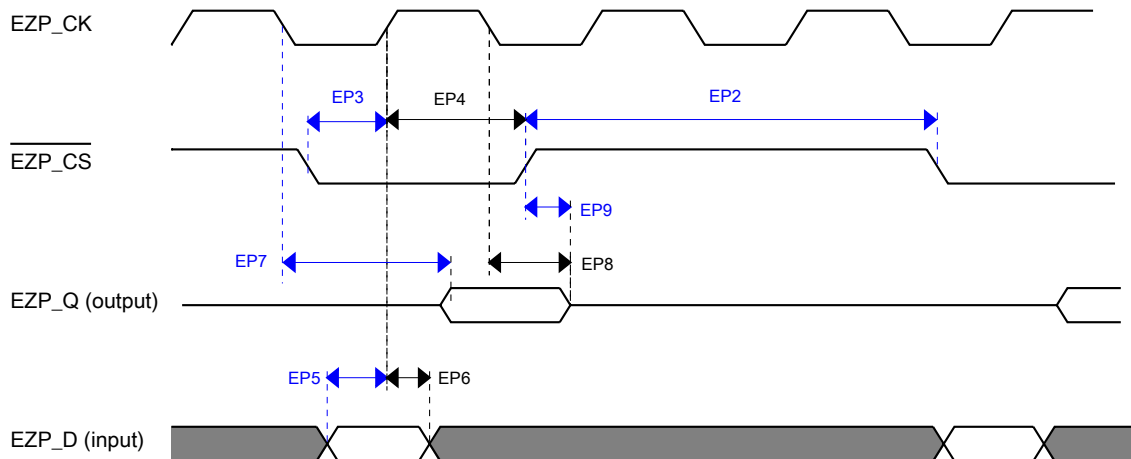 EZP_CK
EP3
EP4
EP2
EZP_CS
EP9
EP7
EP8
EZP_Q (output)
EP5
EP6
EZP_D (input)